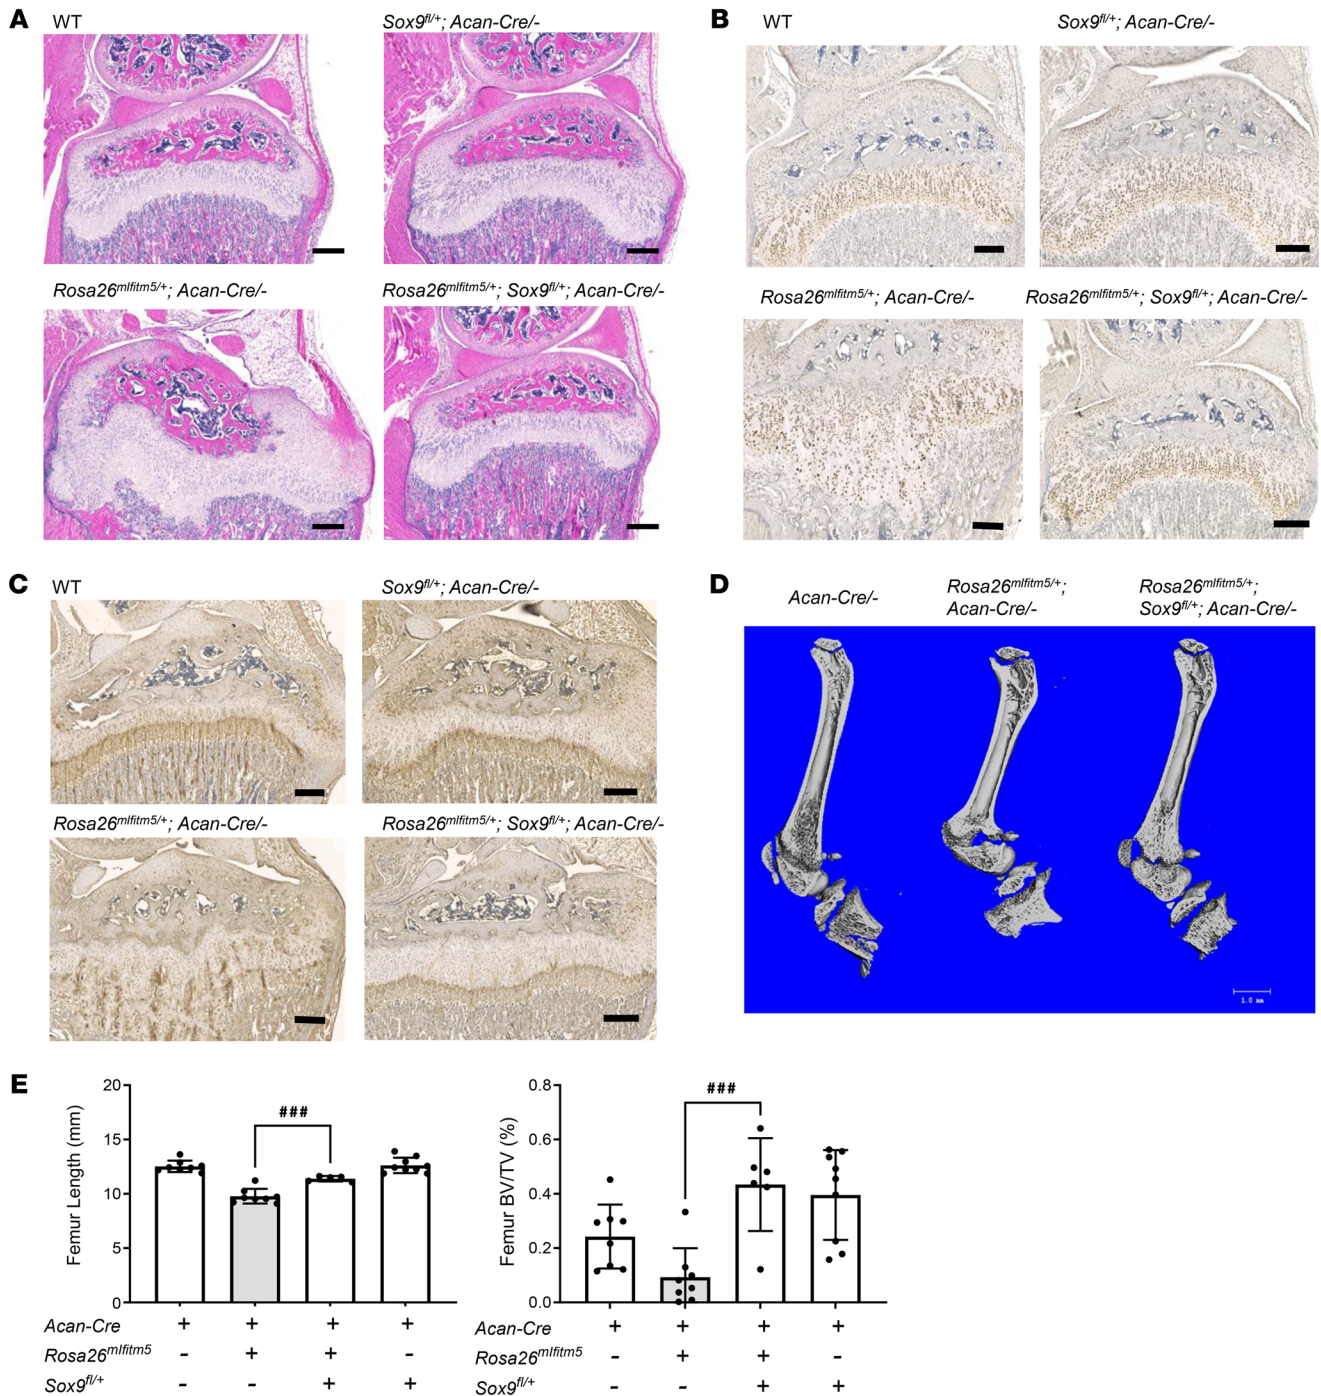 A
WT
Sox9fl/+; Acan-Cre/-
Rosa26mIfitm5/+; Acan-Cre/-
Rosa26mIfitm5/+; Sox9fl/+; Acan-Cre/-
B
WT
Sox9fl/+; Acan-Cre/-
Rosa26mIfitm5/+; Acan-Cre/-
Rosa26mIfitm5/+; Sox9fl/+; Acan-Cre/-
C
WT
Sox9fl/+; Acan-Cre/-
Rosa26mIfitm5/+; Acan-Cre/-
Rosa26mIfitm5/+; Sox9fl/+; Acan-Cre/-
D
Acan-Cre/-
Rosa26mIfitm5/+;
Acan-Cre/-
Rosa26mIfitm5/+;
Sox9fl/+; Acan-Cre/-
1.0 mm
E
Femur Length (mm)
20
15
10
5
0
###
Acan-Cre + + + +
Rosa26mIfitm5 - + + -
Sox9fl/+ - - + +
Femur BV/TV (%)
0.8
0.6
0.4
0.2
0.0
###
Acan-Cre + + + +
Rosa26mIfitm5 - + + -
Sox9fl/+ - - + +